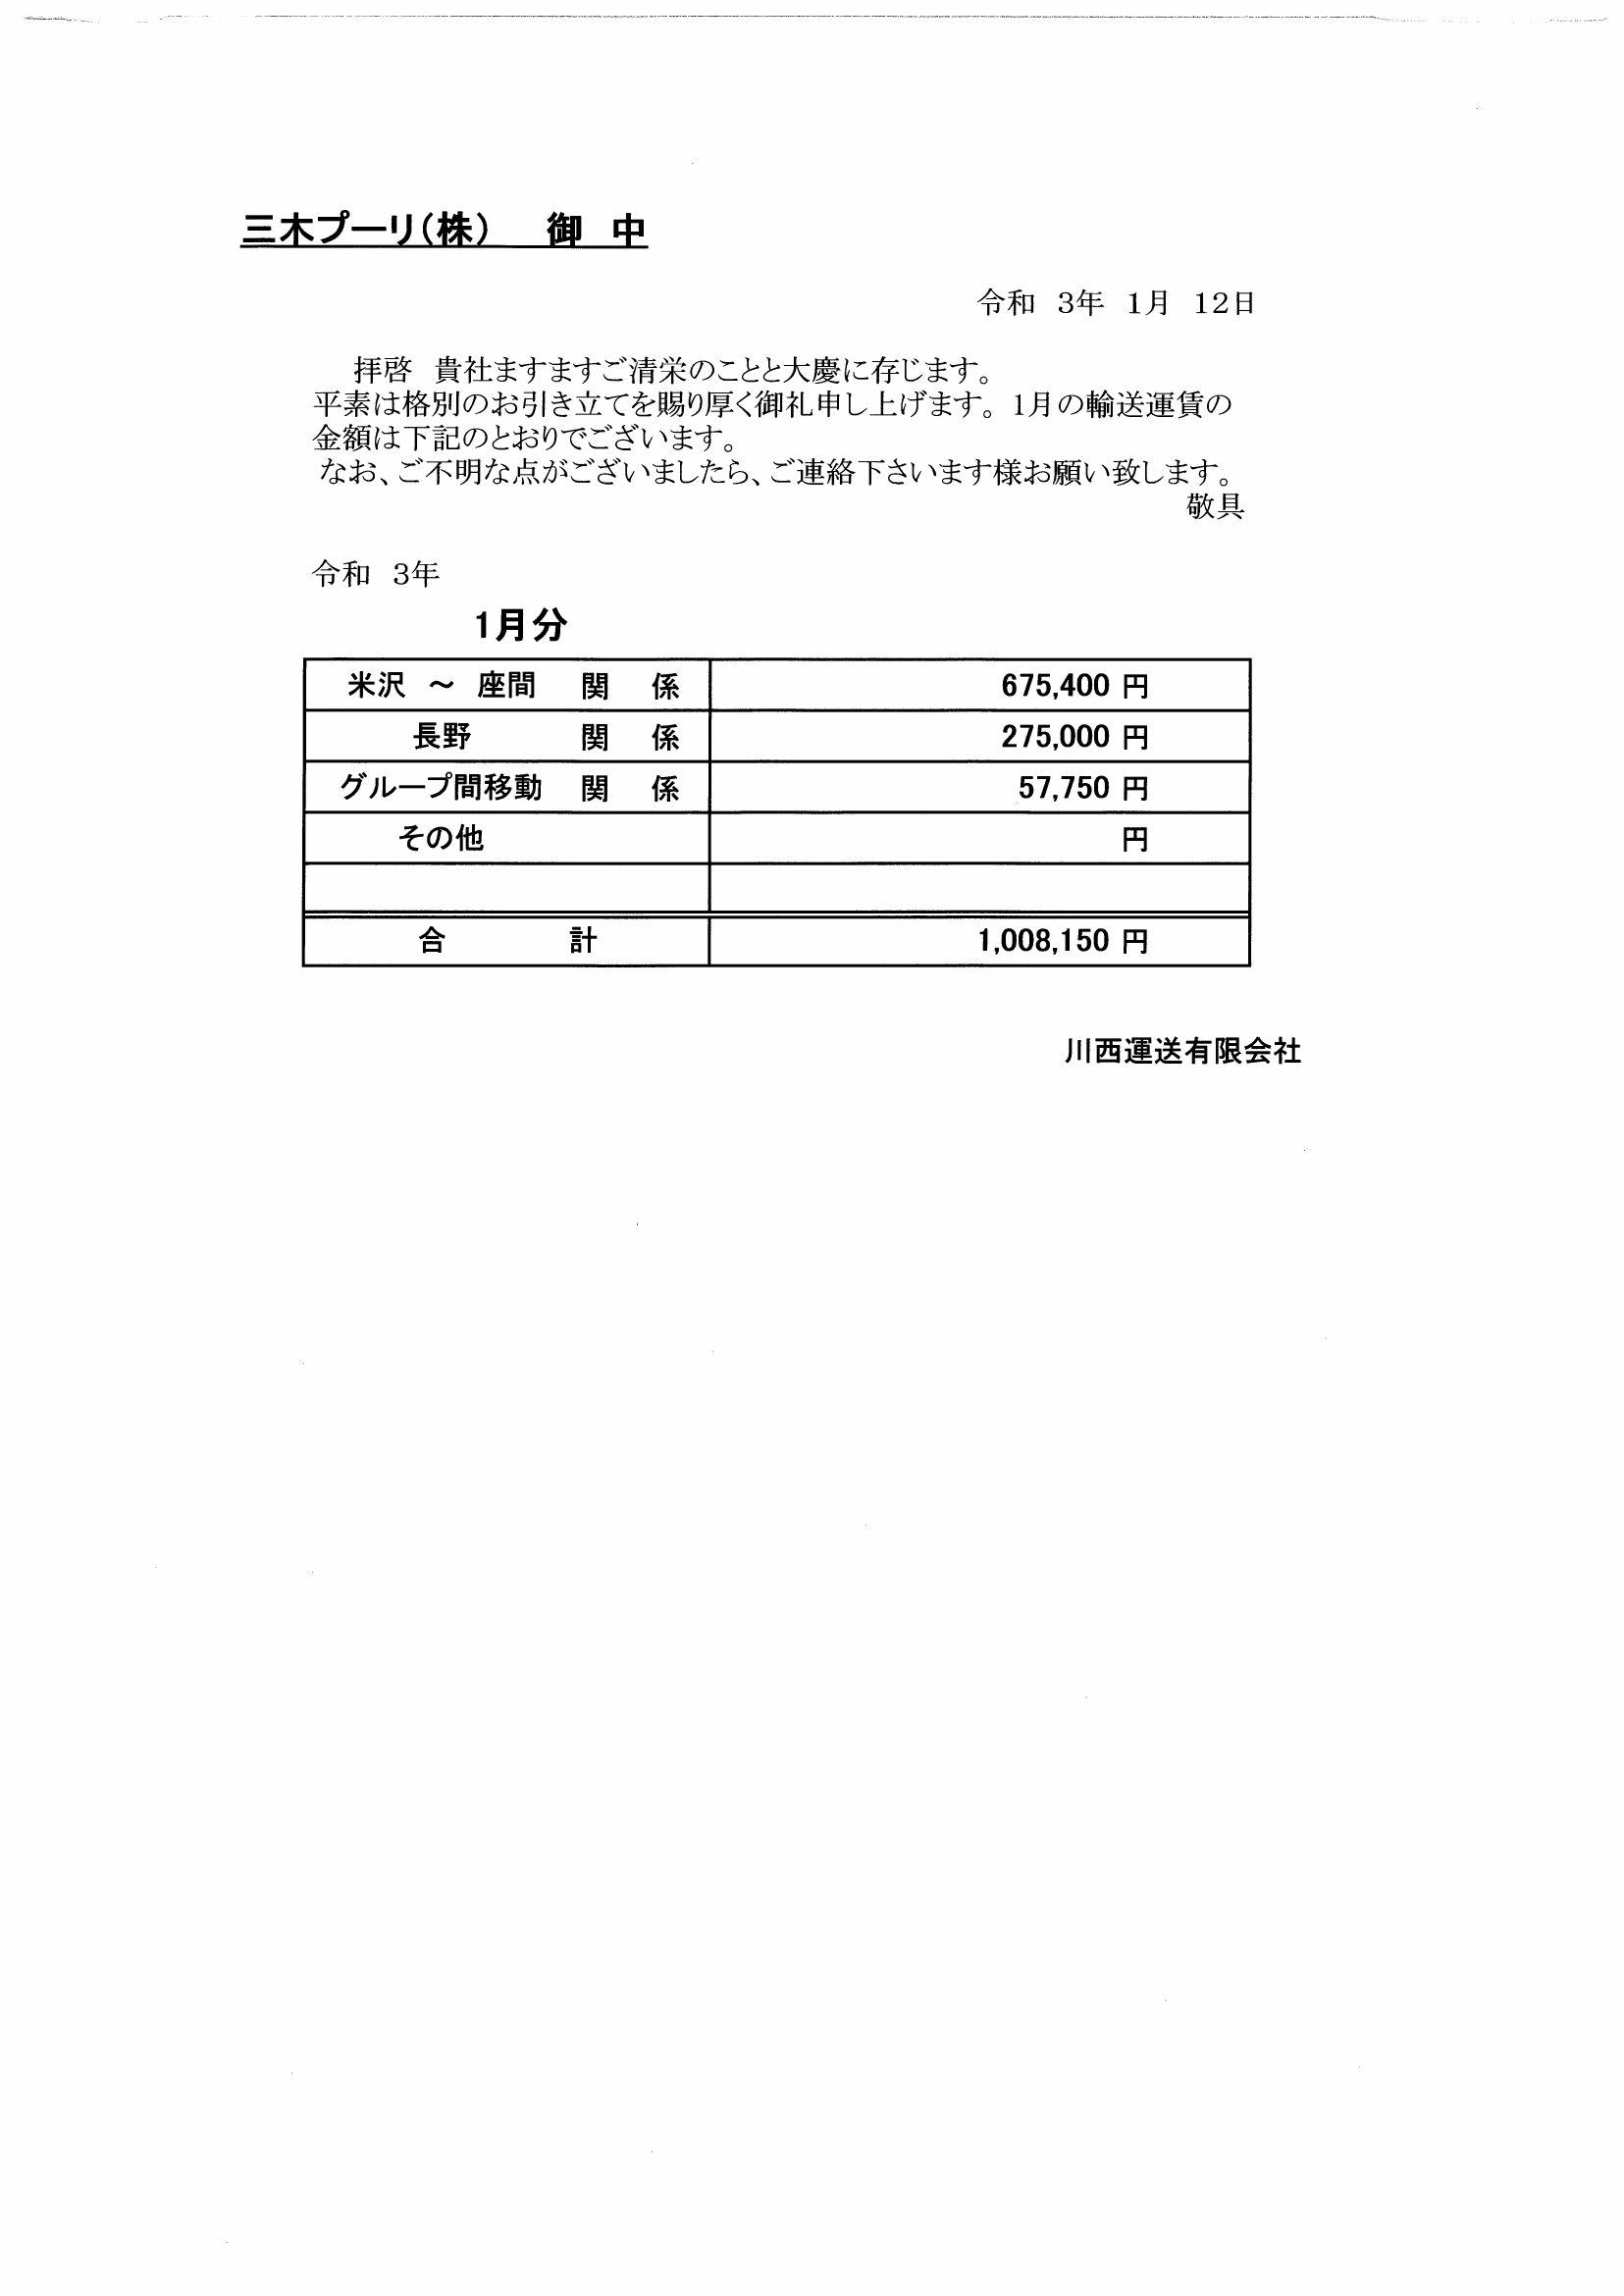 三木プーリ（株）　御　中
令和　3年　1月　12日
拝啓　貴社ますますご清栄のことと大慶に存じます。
平素は格別のお引き立てを賜り厚く御礼申し上げます。1月の輸送運賃の
金額は下記のとおりでございます。
なお、ご不明な点がございましたら、ご連絡下さいます様お願い致します。
敬具
令和　3年
1月分
米沢　～　座間　関　係　675,400 円
長野　関　係　275,000 円
グループ間移動　関　係　57,750 円
その他　円
合　計　1,008,150 円
川西運送有限会社